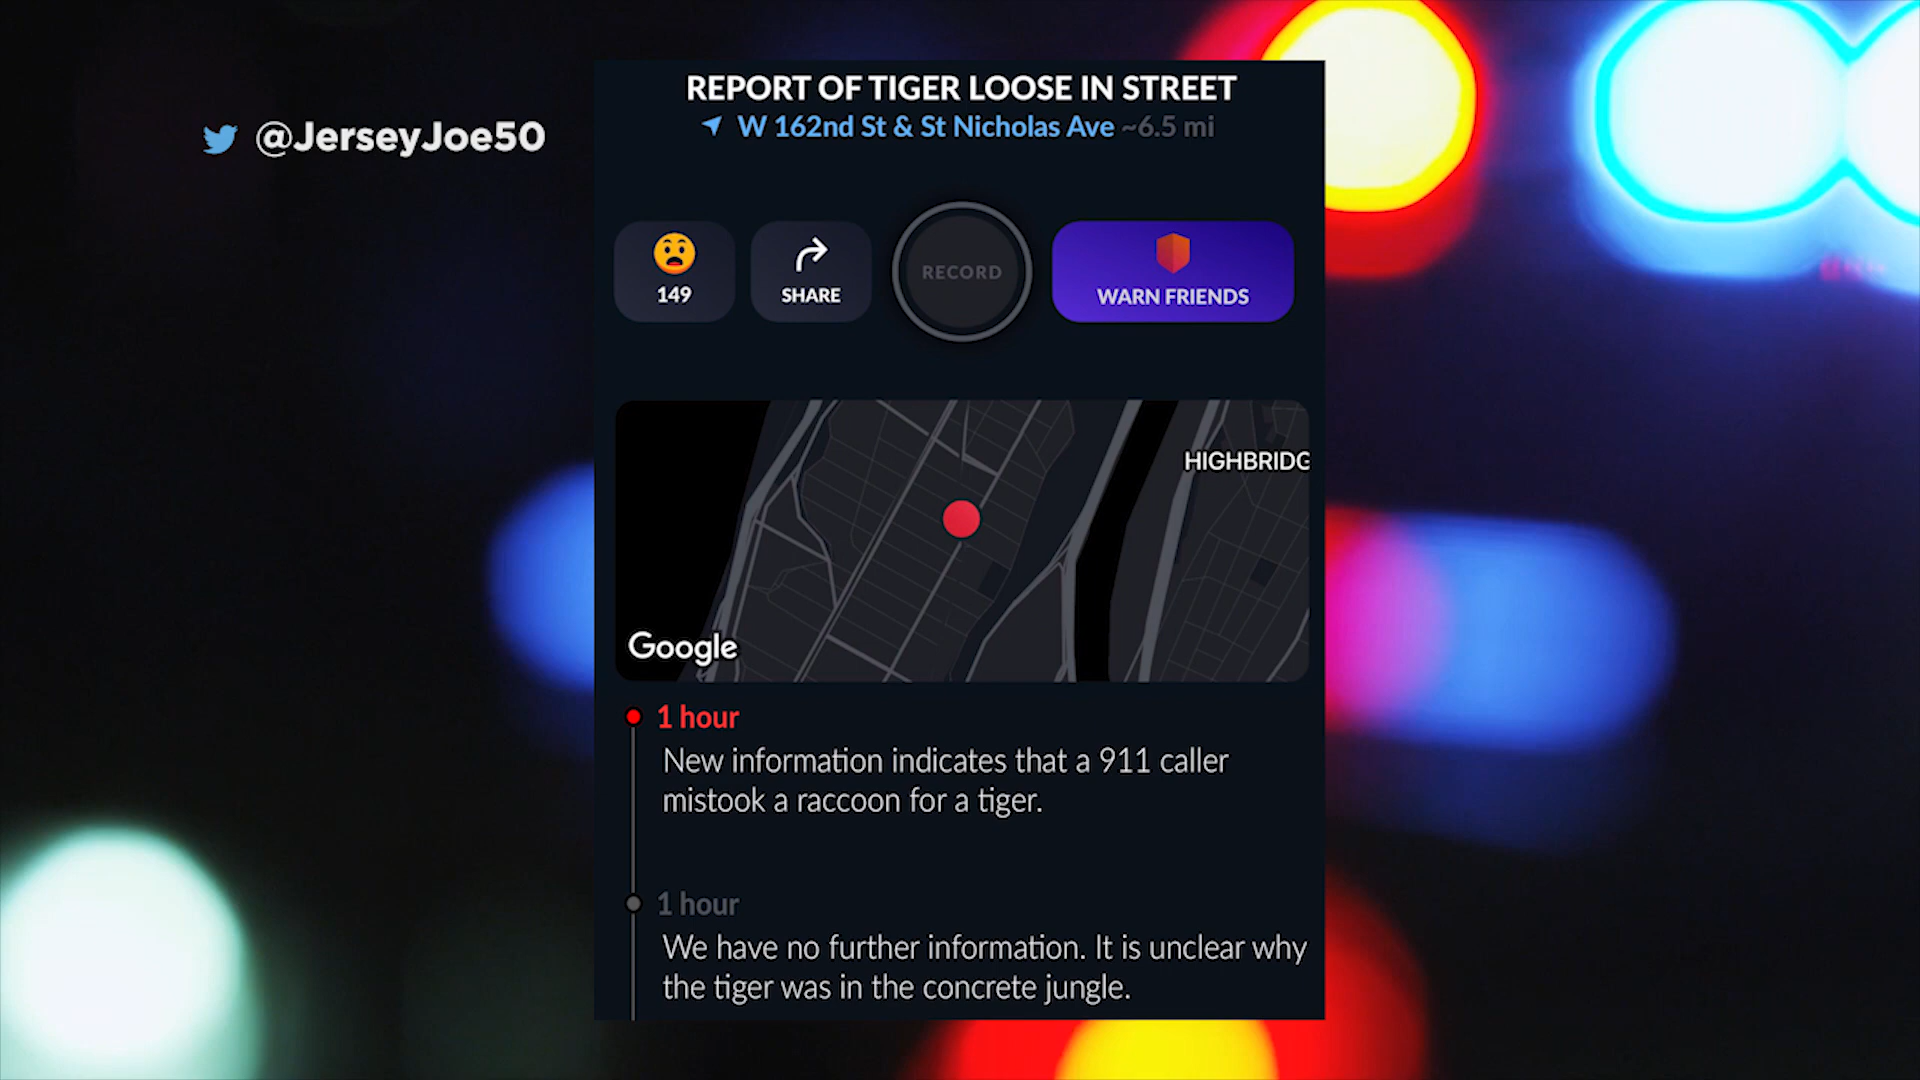 REPORT OF TIGER LOOSE IN STREET
W 162nd St & St Nicholas Ave ~6.5 mi
@JerseyJoe50
149
SHARE
RECORD
WARN FRIENDS
HIGHBRIDG
Google
1 hour
New information indicates that a 911 caller
mistook a raccoon for a tiger.
1 hour
We have no further information. It is unclear why
the tiger was in the concrete jungle.